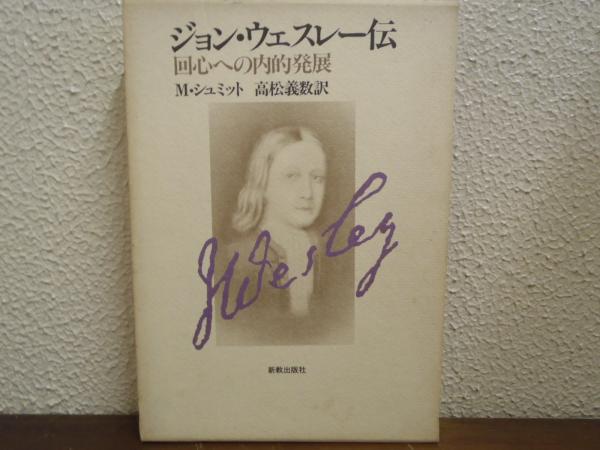 ジョン・ウェスレー伝
回心への内的発展
M・シュミット 高松義数訳
JWesley
新教出版社